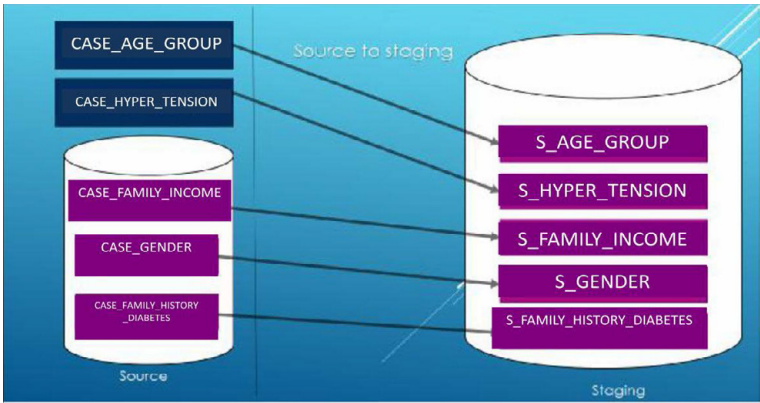 CASE_AGE_GROUP
CASE_HYPER_TENSION
Source to staging
CASE_FAMILY_INCOME
CASE_GENDER
CASE_FAMILY_HISTORY
_DIABETES
Source
S_AGE_GROUP
S_HYPER_TENSION
S_FAMILY_INCOME
S_GENDER
S_FAMILY_HISTORY_DIABETES
Staging